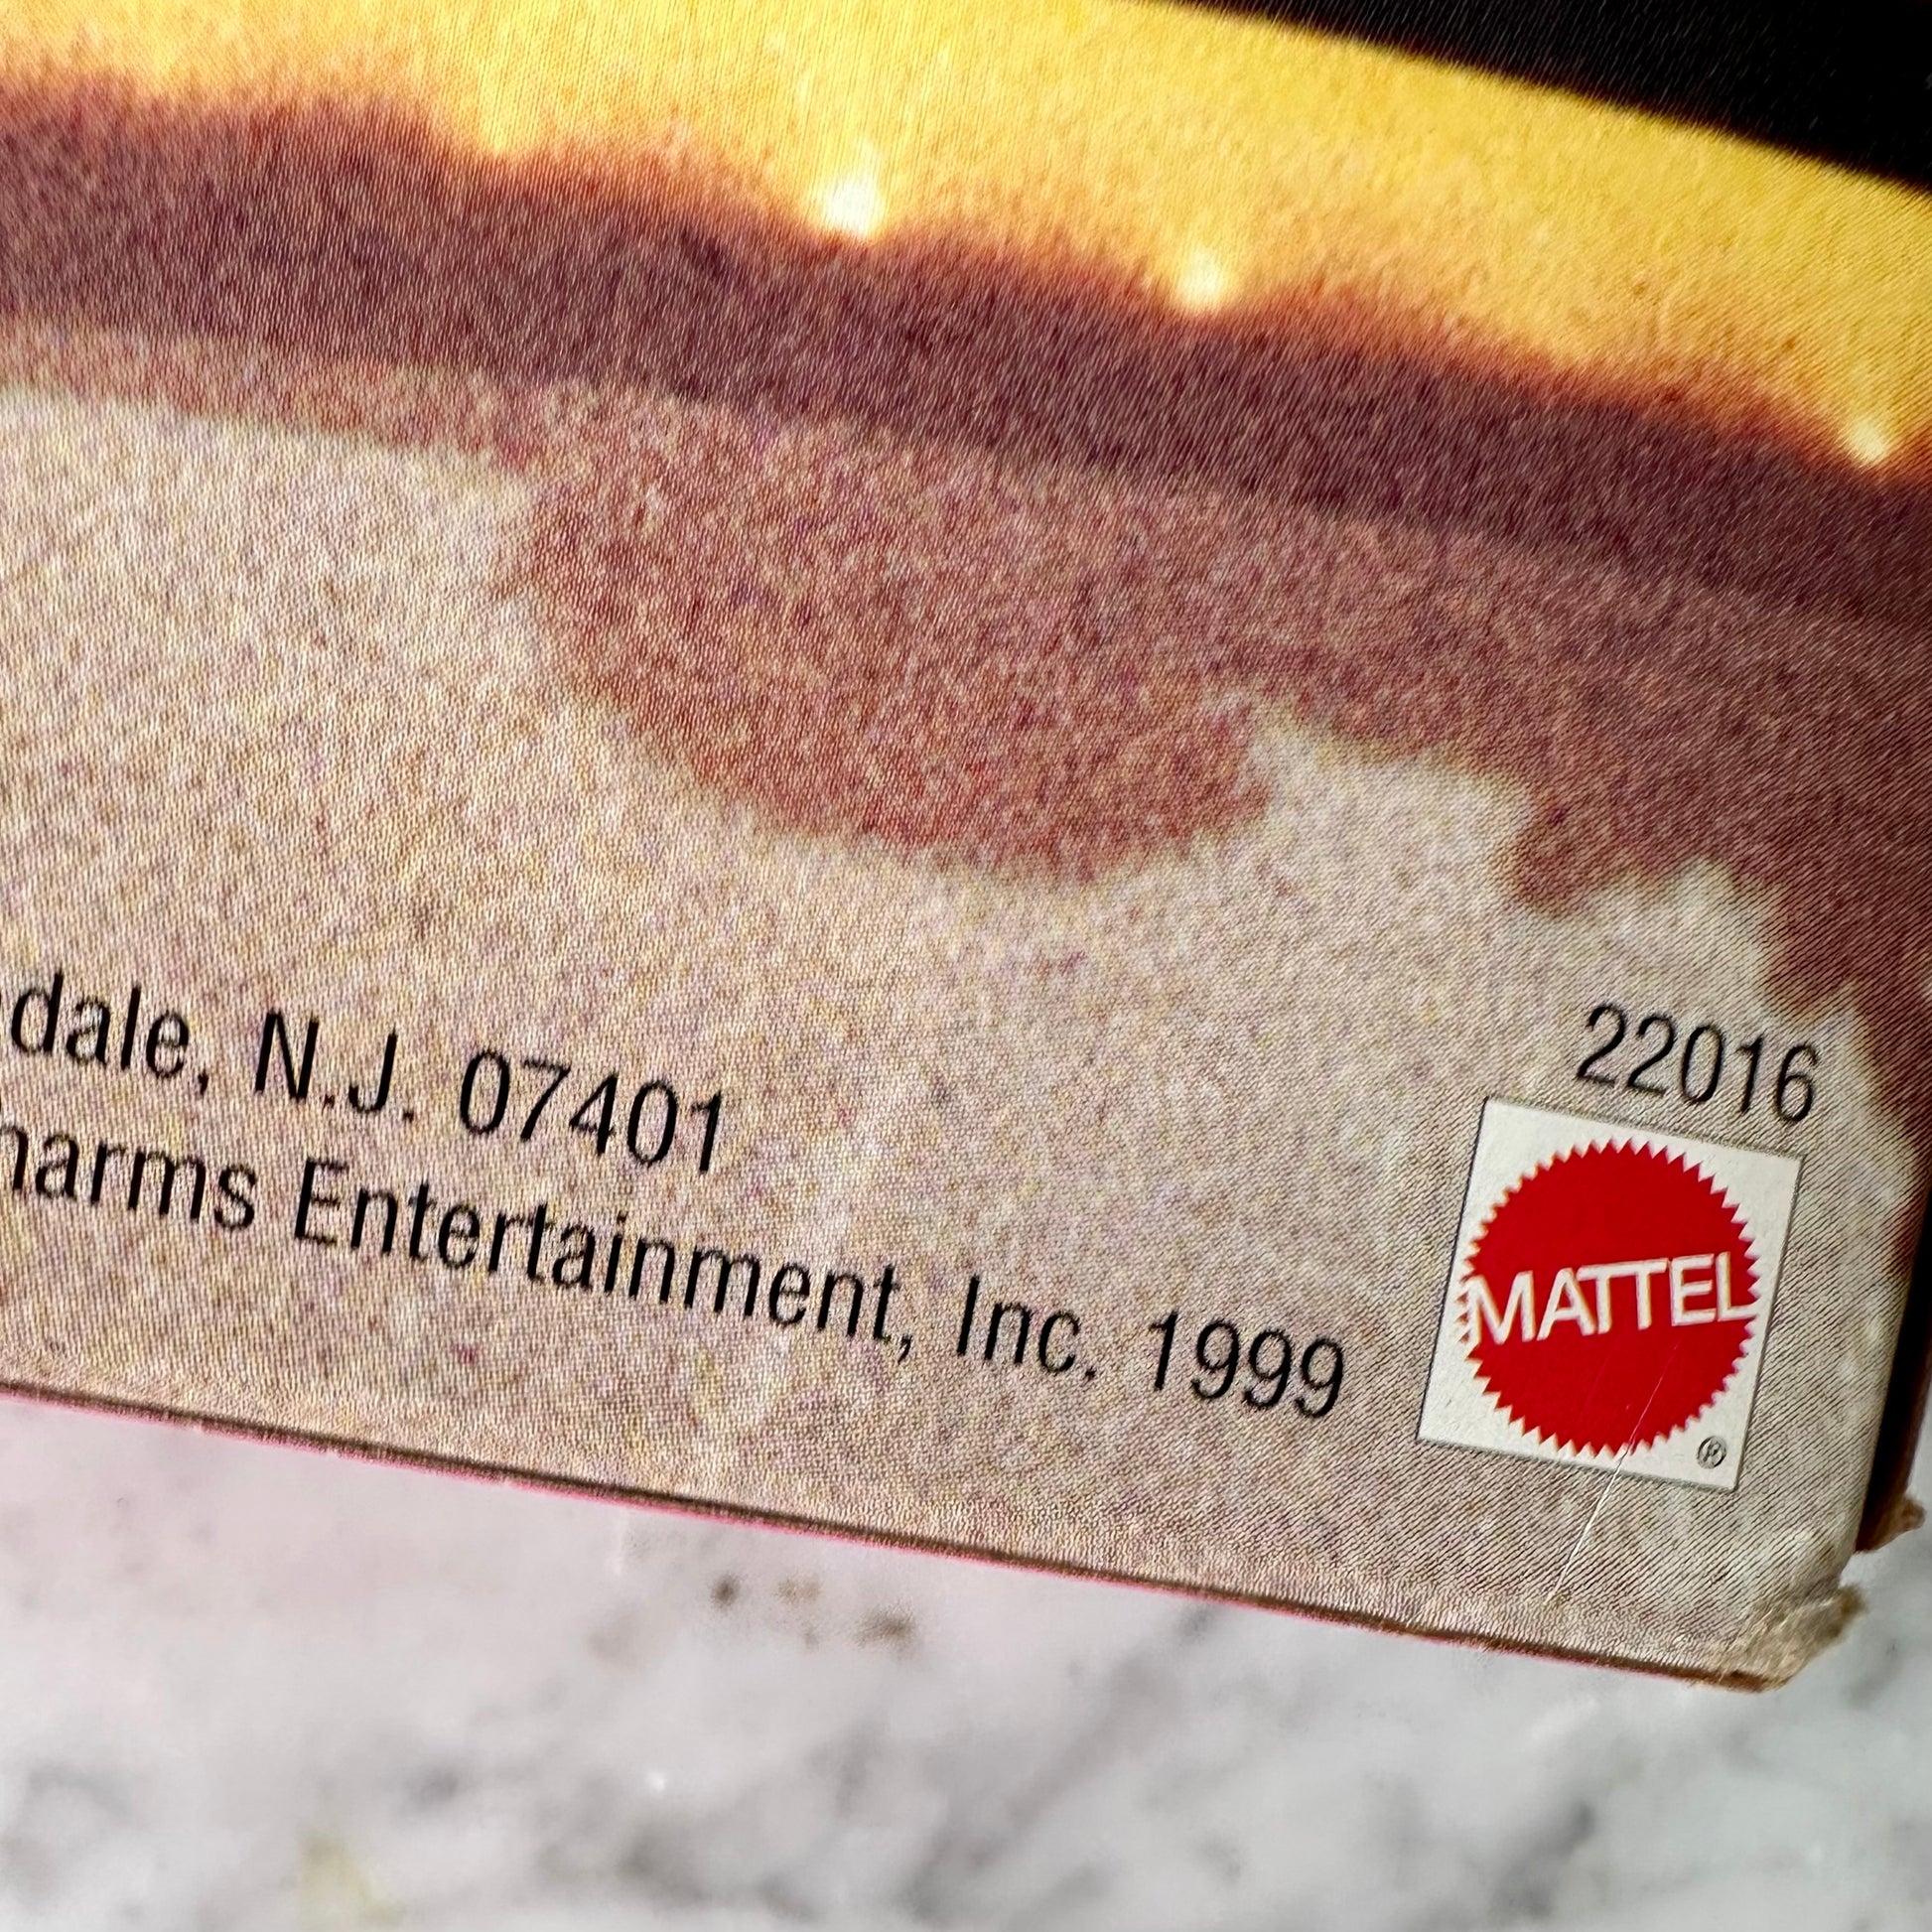 22016
dale, N.J. 07401
harms Entertainment, Inc. 1999
MATTEL
®